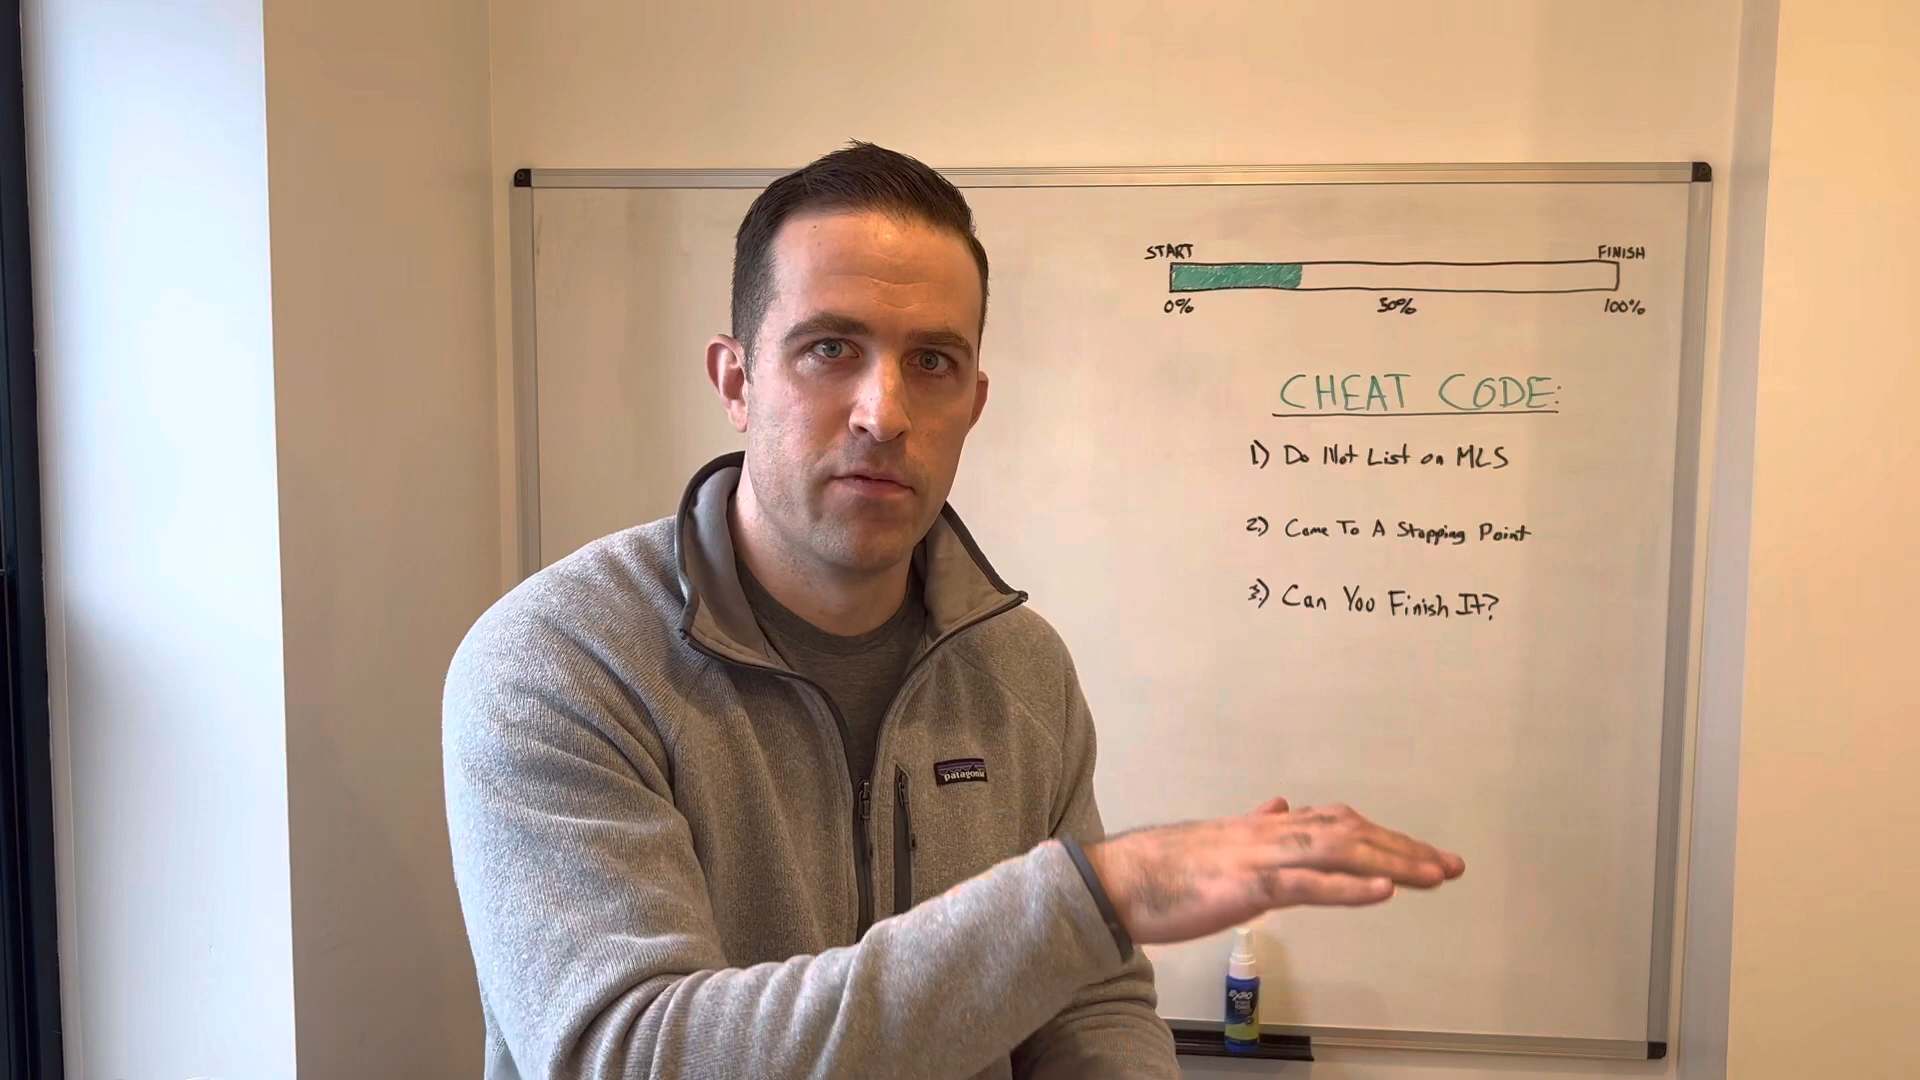 START FINISH
0% 50% 100%
CHEAT CODE:
1) Do Not List on MLS
2.) Come To A Stopping Point
3.) Can You Finish It?
patagonia
EXPO